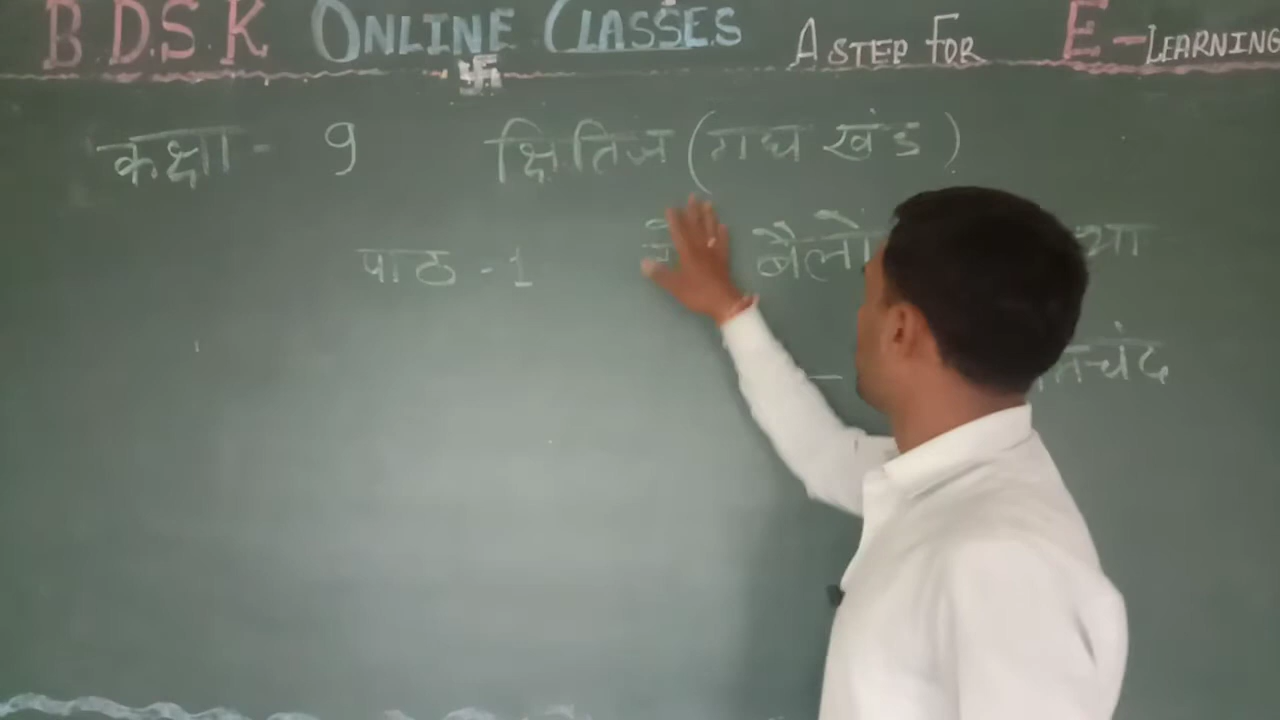 B.D.S.K ONLINE CLASSES A STEP FOR E-LEARNING
कक्षा - 9 क्षितिज (गद्य खंड)
पाठ - 1 बैलों